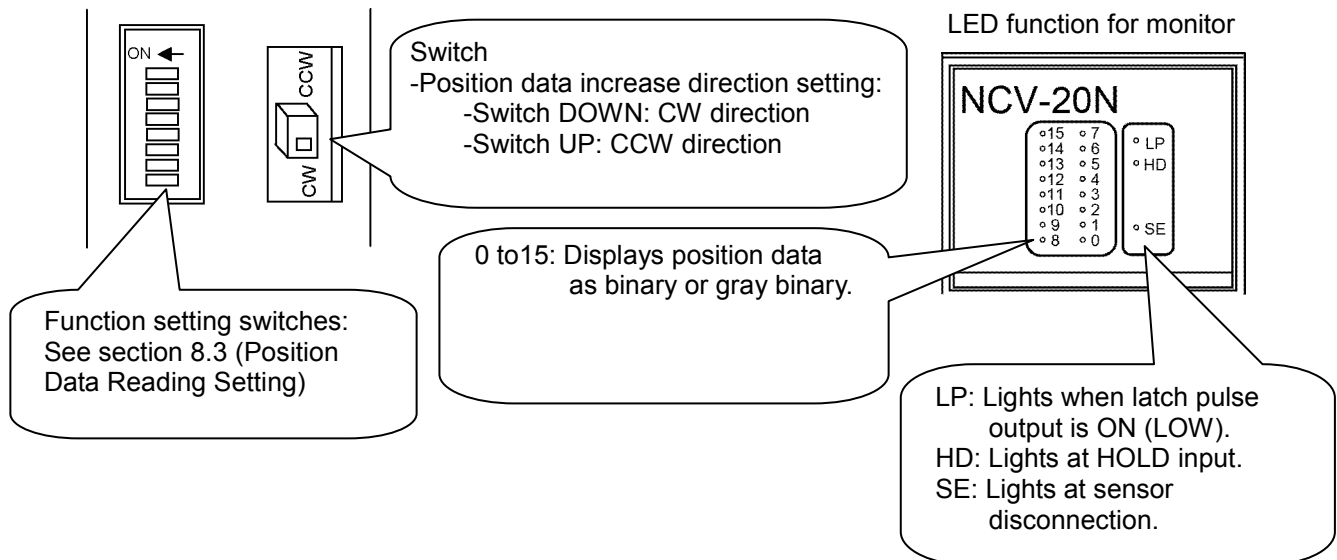 ON
CCW
CW
Switch
-Position data increase direction setting:
-Switch DOWN: CW direction
-Switch UP: CCW direction
LED function for monitor
NCV-20N
15 7
14 6
13 5
12 4
11 3
10 2
9 1
8 0
LP
HD
SE
0 to15: Displays position data
as binary or gray binary.
Function setting switches:
See section 8.3 (Position
Data Reading Setting)
LP: Lights when latch pulse
output is ON (LOW).
HD: Lights at HOLD input.
SE: Lights at sensor
disconnection.